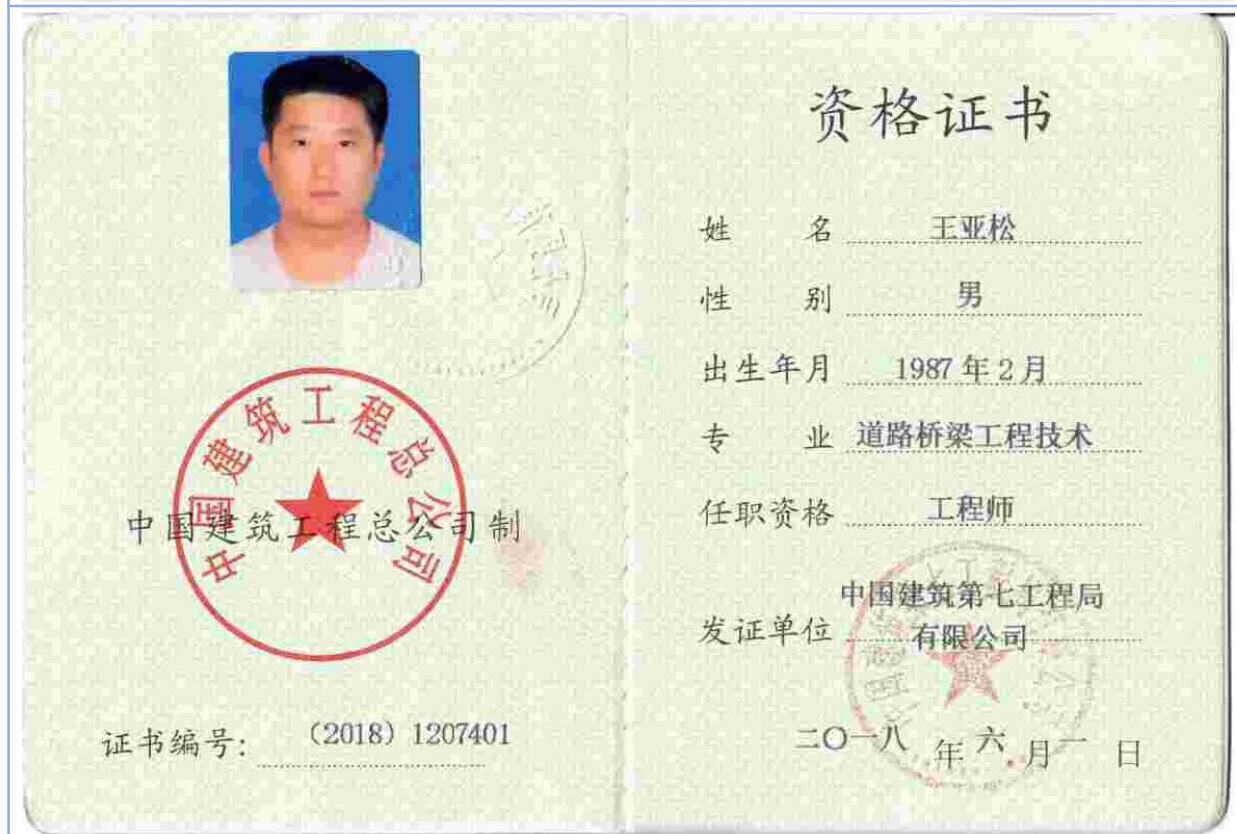 中国建筑工程总公司
中国建筑工程总公司制
证书编号: (2018) 1207401
资格证书
姓 名 王亚松
性 别 男
出生年月 1987年2月
专 业 道路桥梁工程技术
任职资格 工程师
发证单位 中国建筑第七工程局
有限公司
二〇一八 年 六 月 一 日